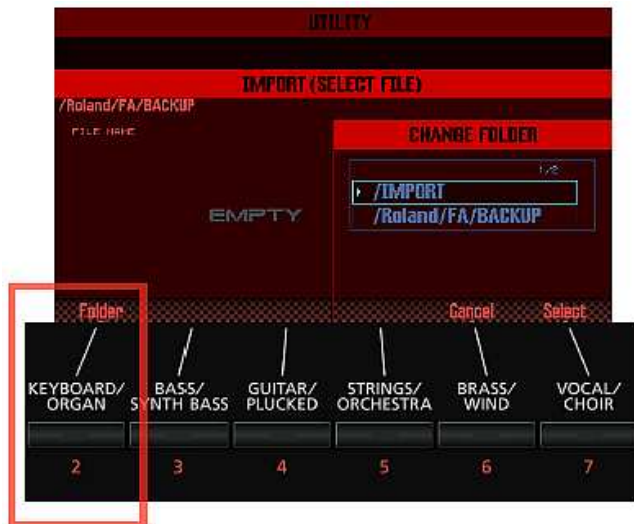 UTILITY
IMPORT (SELECT FILE)
/Roland/FA/BACKUP
FILE NAME
CHANGE FOLDER
1/2
/IMPORT
EMPTY
/Roland/FA/BACKUP
Folder
Cancel
Select
KEYBOARD/
ORGAN
BASS/
SYNTH BASS
GUITAR/
PLUCKED
STRINGS/
ORCHESTRA
BRASS/
WIND
VOCAL/
CHOIR
2
3
4
5
6
7